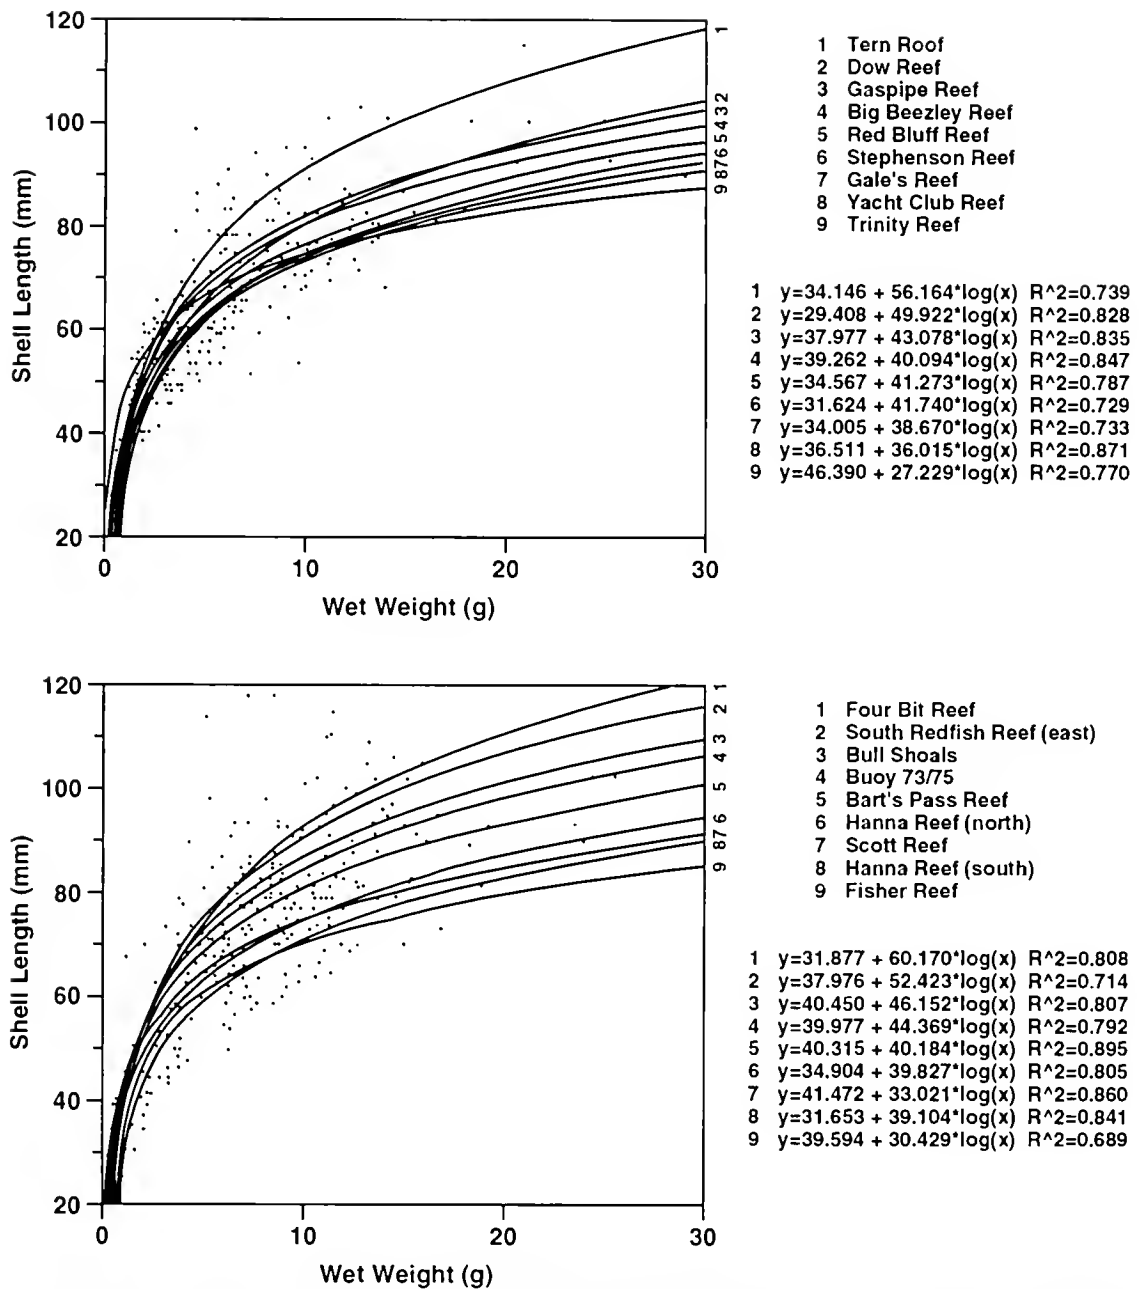 120
100
80
60
40
20
0
10
20
30
Shell Length (mm)
Wet Weight (g)
1
3 2
4
5
8 7 6
9
1 Tern Roof
2 Dow Reef
3 Gaspipe Reef
4 Big Beezley Reef
5 Red Bluff Reef
6 Stephenson Reef
7 Gale's Reef
8 Yacht Club Reef
9 Trinity Reef
1 y=34.146 + 56.164*log(x) R^2=0.739
2 y=29.408 + 49.922*log(x) R^2=0.828
3 y=37.977 + 43.078*log(x) R^2=0.835
4 y=39.262 + 40.094*log(x) R^2=0.847
5 y=34.567 + 41.273*log(x) R^2=0.787
6 y=31.624 + 41.740*log(x) R^2=0.729
7 y=34.005 + 38.670*log(x) R^2=0.733
8 y=36.511 + 36.015*log(x) R^2=0.871
9 y=46.390 + 27.229*log(x) R^2=0.770
120
100
80
60
40
20
0
10
20
30
Shell Length (mm)
Wet Weight (g)
1
2
3
4
5
6
8 7
9
1 Four Bit Reef
2 South Redfish Reef (east)
3 Bull Shoals
4 Buoy 73/75
5 Bart's Pass Reef
6 Hanna Reef (north)
7 Scott Reef
8 Hanna Reef (south)
9 Fisher Reef
1 y=31.877 + 60.170*log(x) R^2=0.808
2 y=37.976 + 52.423*log(x) R^2=0.714
3 y=40.450 + 46.152*log(x) R^2=0.807
4 y=39.977 + 44.369*log(x) R^2=0.792
5 y=40.315 + 40.184*log(x) R^2=0.895
6 y=34.904 + 39.827*log(x) R^2=0.805
7 y=41.472 + 33.021*log(x) R^2=0.860
8 y=31.653 + 39.104*log(x) R^2=0.841
9 y=39.594 + 30.429*log(x) R^2=0.689